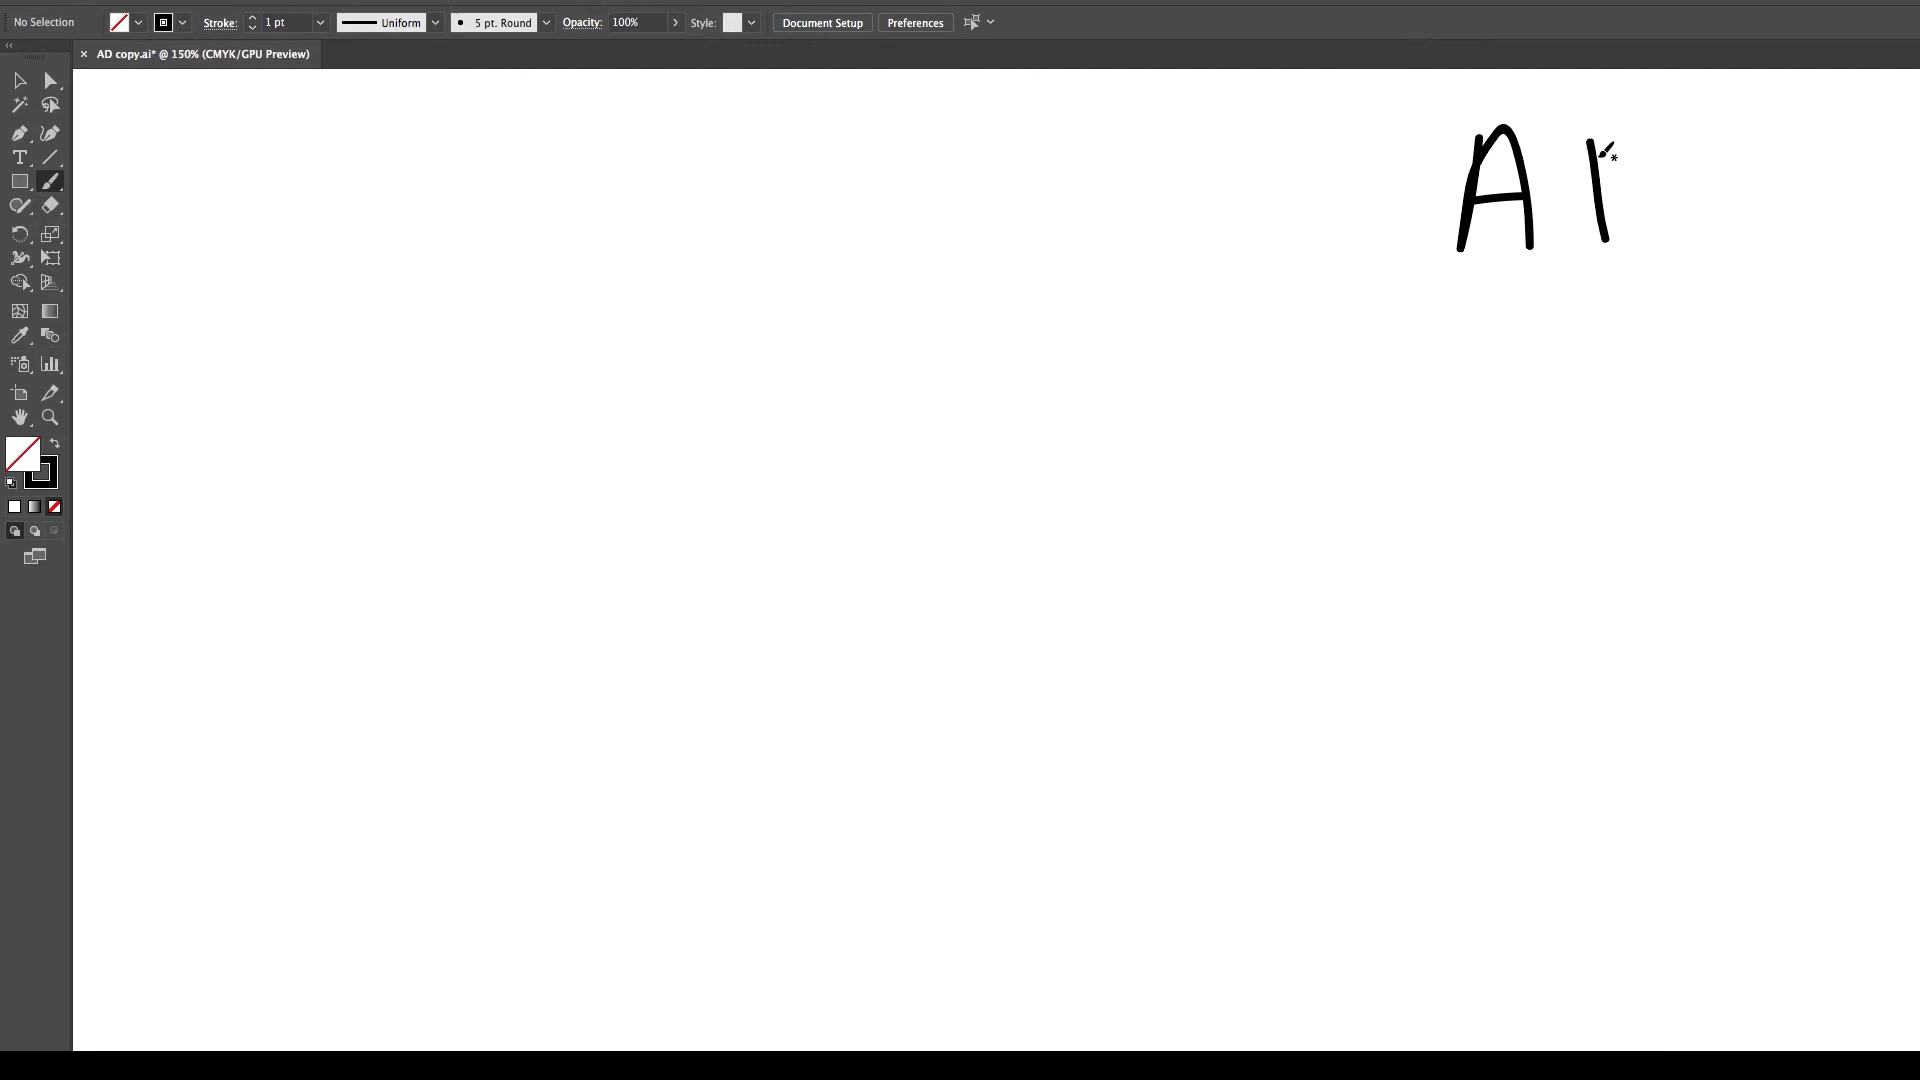 No Selection Stroke: 1 pt Uniform 5 pt. Round Opacity: 100% Style: Document Setup Preferences
× AD copy.ai* @ 150% (CMYK/GPU Preview)
A